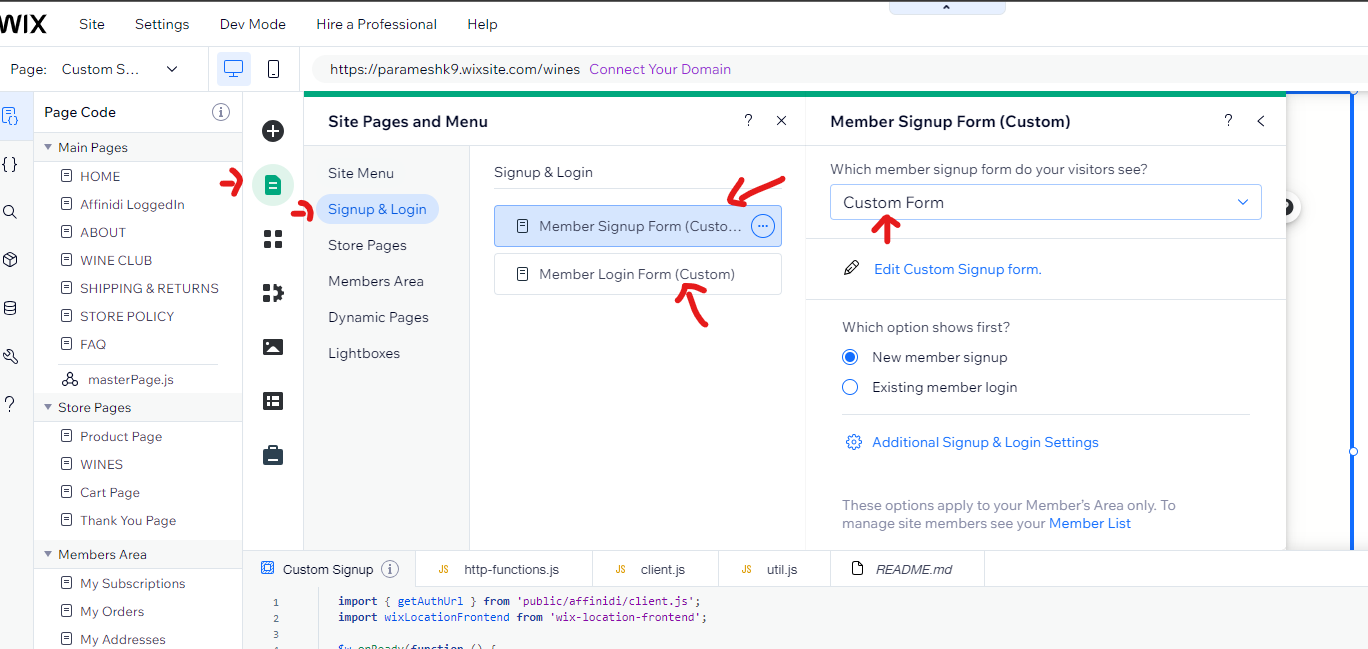 WIX
Site
Settings
Dev Mode
Hire a Professional
Help
Page: Custom S...
https://parameshk9.wixsite.com/wines Connect Your Domain
Page Code
Main Pages
HOME
Affinidi LoggedIn
ABOUT
WINE CLUB
SHIPPING & RETURNS
STORE POLICY
FAQ
masterPage.js
Store Pages
Product Page
WINES
Cart Page
Thank You Page
Members Area
My Subscriptions
My Orders
My Addresses
Site Pages and Menu
?
Site Menu
Signup & Login
Store Pages
Members Area
Dynamic Pages
Lightboxes
Signup & Login
Member Signup Form (Custo...
Member Login Form (Custom)
Member Signup Form (Custom)
?
Which member signup form do your visitors see?
Custom Form
Edit Custom Signup form.
Which option shows first?
New member signup
Existing member login
Additional Signup & Login Settings
These options apply to your Member's Area only. To
manage site members see your Member List
Custom Signup
JS http-functions.js
JS client.js
JS util.js
README.md
1 import { getAuthUrl } from 'public/affinidi/client.js';
2 import wixLocationFrontend from 'wix-location-frontend';
3
4 $w.onReady(function () {